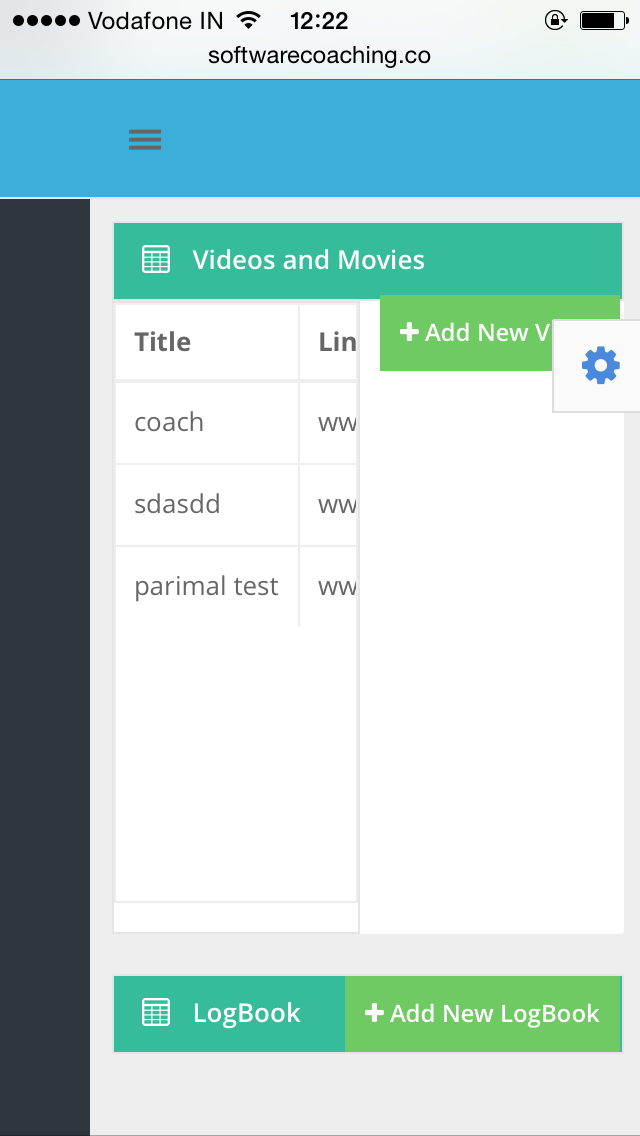 Vodafone IN 12:22
softwarecoaching.co
Videos and Movies
Add New V
Title Lin
coach ww
sdasdd ww
parimal test ww
LogBook Add New LogBook